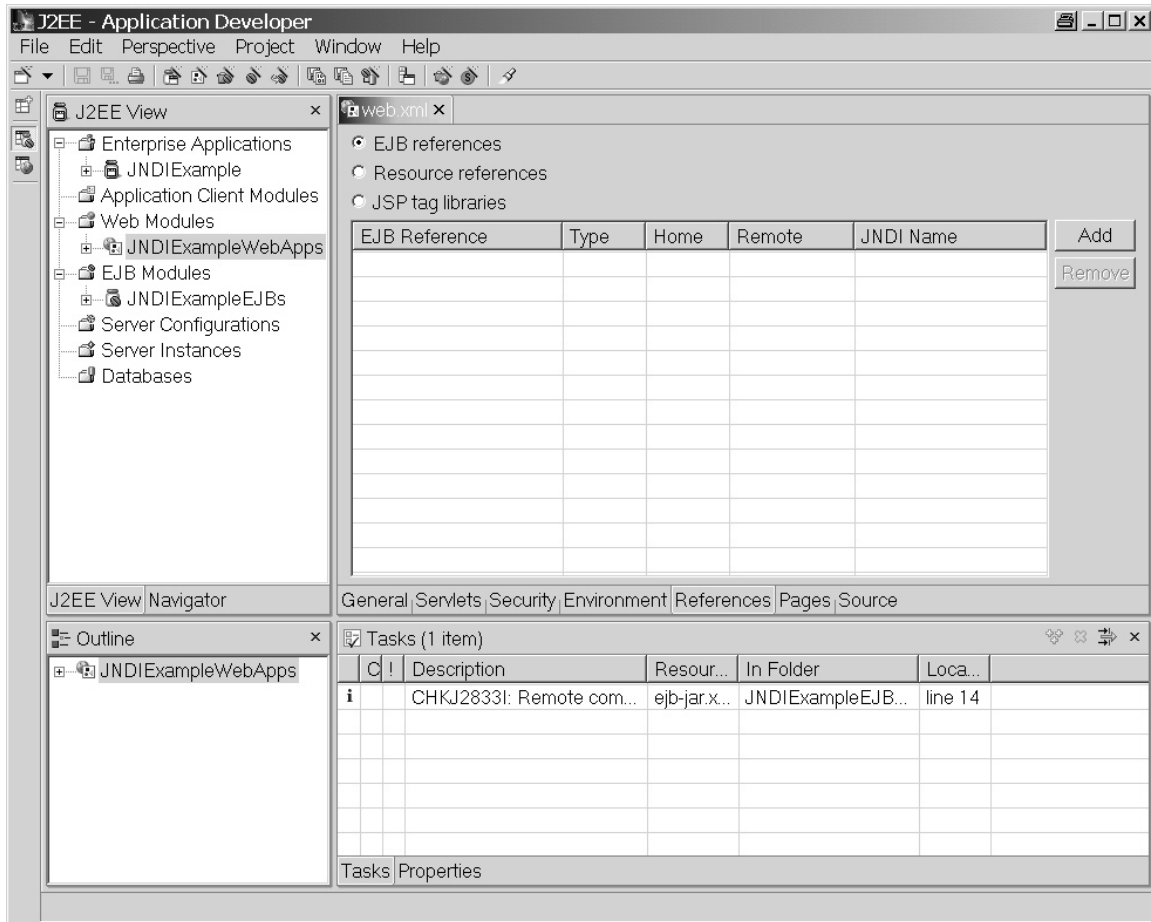 J2EE - Application Developer
File Edit Perspective Project Window Help
J2EE View
Enterprise Applications
JNDIExample
Application Client Modules
Web Modules
JNDIExampleWebApps
EJB Modules
JNDIExampleEJBs
Server Configurations
Server Instances
Databases
J2EE View Navigator
web.xml
EJB references
Resource references
JSP tag libraries
EJB Reference Type Home Remote JNDI Name
Add
Remove
General Servlets Security Environment References Pages Source
Outline
JNDIExampleWebApps
Tasks (1 item)
C ! Description Resour... In Folder Loca...
i CHKJ2833I: Remote com... ejb-jar.x... JNDIExampleEJB... line 14
Tasks Properties